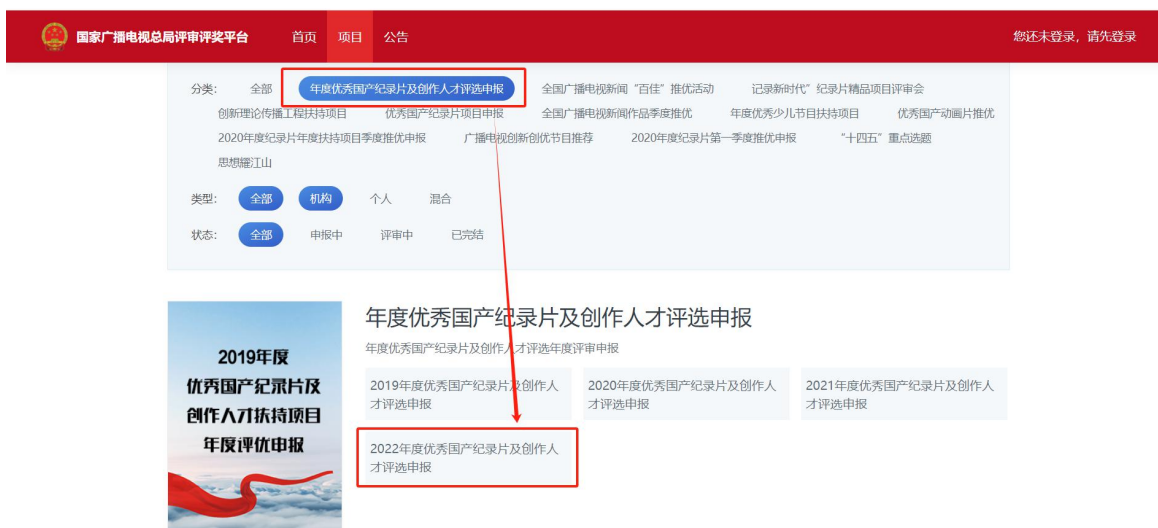 国家广播电视总局评审评奖平台 首页 项目 公告 您还未登录，请先登录
分类： 全部 年度优秀国产纪录片及创作人才评选申报 全国广播电视新闻“百佳”推优活动 记录新时代”纪录片精品项目评审会
创新理论传播工程扶持项目 优秀国产纪录片项目申报 全国广播电视新闻作品季度推优 年度优秀少儿节目扶持项目 优秀国产动画片推优
2020年度纪录片年度扶持项目季度推优申报 广播电视创新创优节目推荐 2020年度纪录片第一季度推优申报 “十四五”重点选题
思想耀江山
类型： 全部 机构 个人 混合
状态： 全部 申报中 评审中 已完结
2019年度
优秀国产纪录片及
创作人才扶持项目
年度评优申报
年度优秀国产纪录片及创作人才评选申报
年度优秀国产纪录片及创作人才评选年度评审申报
2019年度优秀国产纪录片及创作人
才评选申报
2020年度优秀国产纪录片及创作人
才评选申报
2021年度优秀国产纪录片及创作人
才评选申报
2022年度优秀国产纪录片及创作人
才评选申报